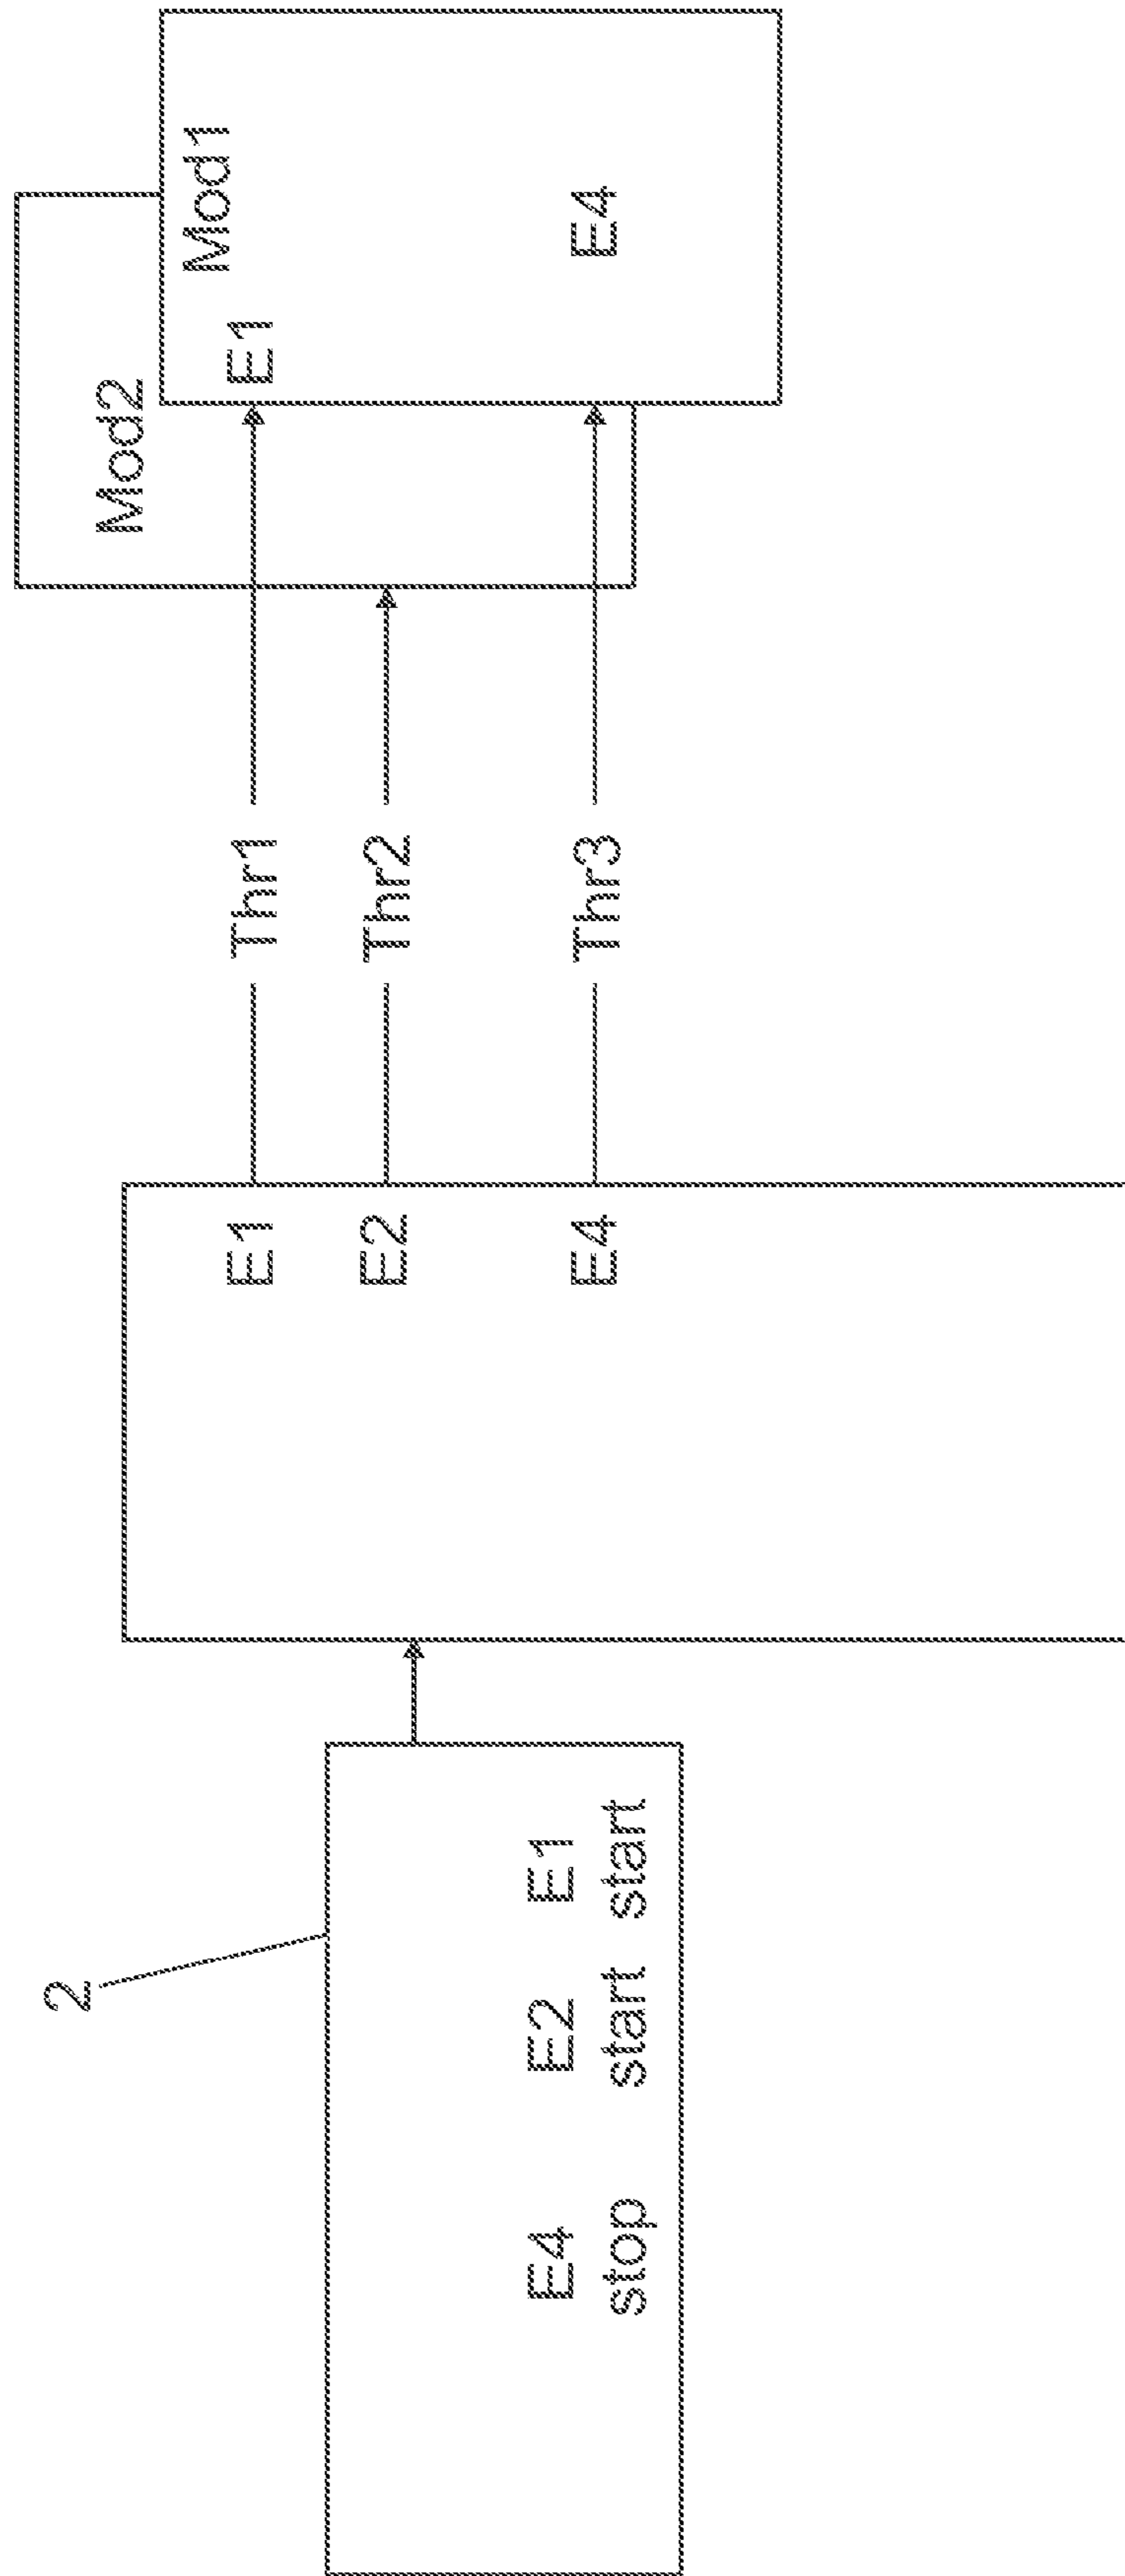 2
E4 E2 E1
stop start start
E1
E2
E4
Thr1
Thr2
Thr3
Mod2
Mod1
E1
E4